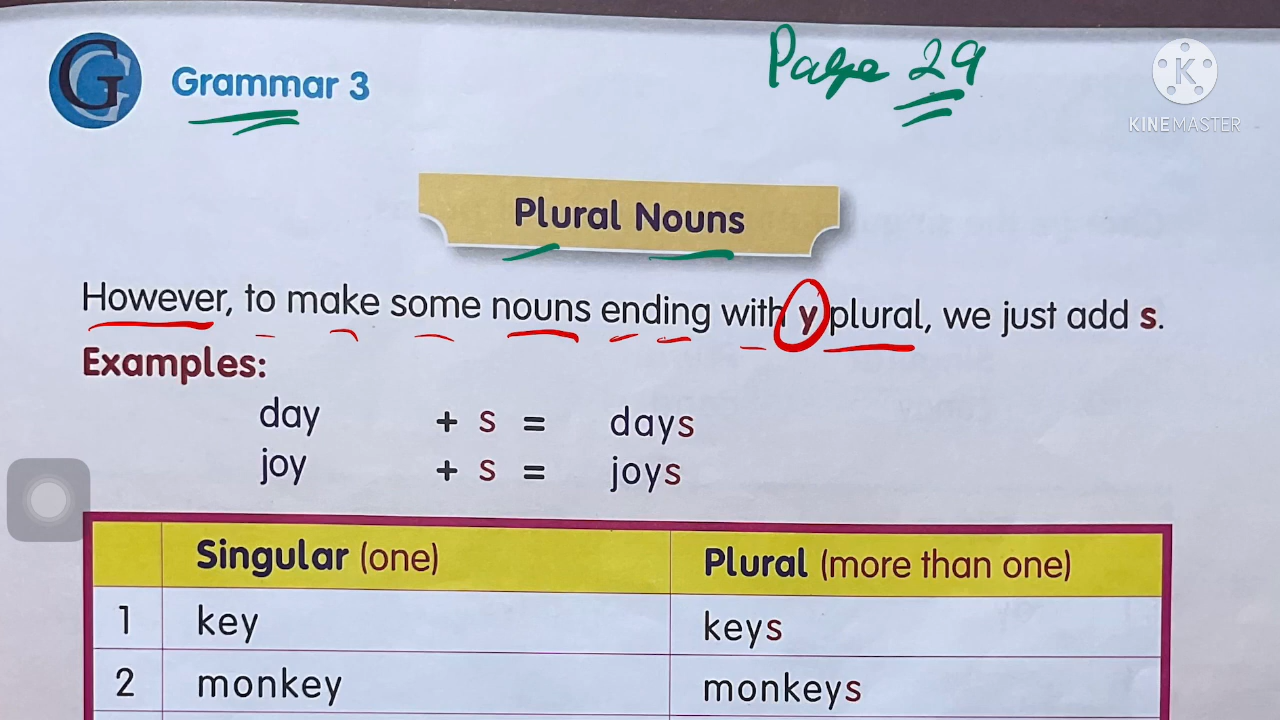 Page 29
G Grammar 3
K
KINEMASTER
Plural Nouns
However, to make some nouns ending with y plural, we just add s.
Examples:
day + s = days
joy + s = joys
Singular (one) Plural (more than one)
1 key keys
2 monkey monkeys